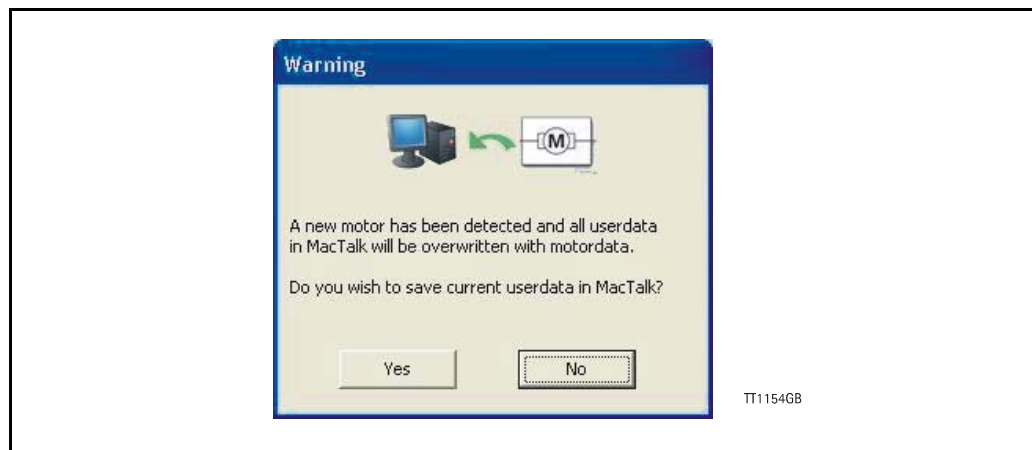 Warning
M
A new motor has been detected and all userdata
in MacTalk will be overwritten with motordata.
Do you wish to save current userdata in MacTalk?
Yes
No
TT1154GB